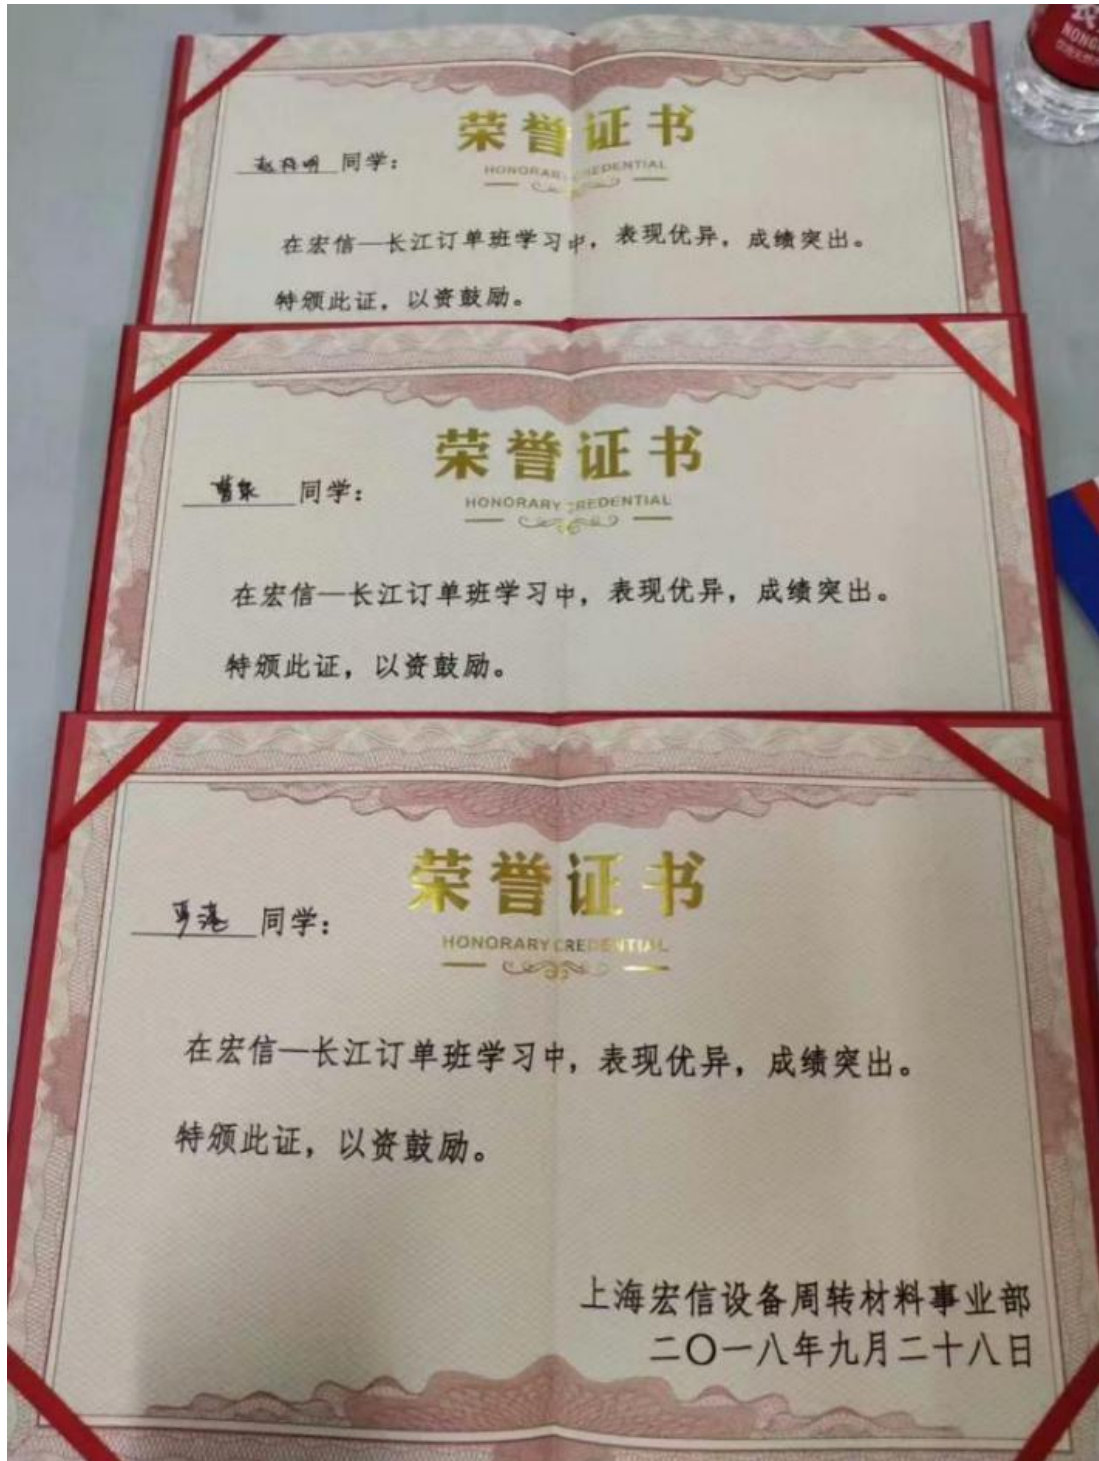 荣誉证书
HONORARY CREDENTIAL
同学：
在宏信—长江订单班学习中，表现优异，成绩突出。
特颁此证，以资鼓励。
荣誉证书
HONORARY CREDENTIAL
同学：
在宏信—长江订单班学习中，表现优异，成绩突出。
特颁此证，以资鼓励。
荣誉证书
HONORARY CREDENTIAL
同学：
在宏信—长江订单班学习中，表现优异，成绩突出。
特颁此证，以资鼓励。
上海宏信设备周转材料事业部
二〇一八年九月二十八日